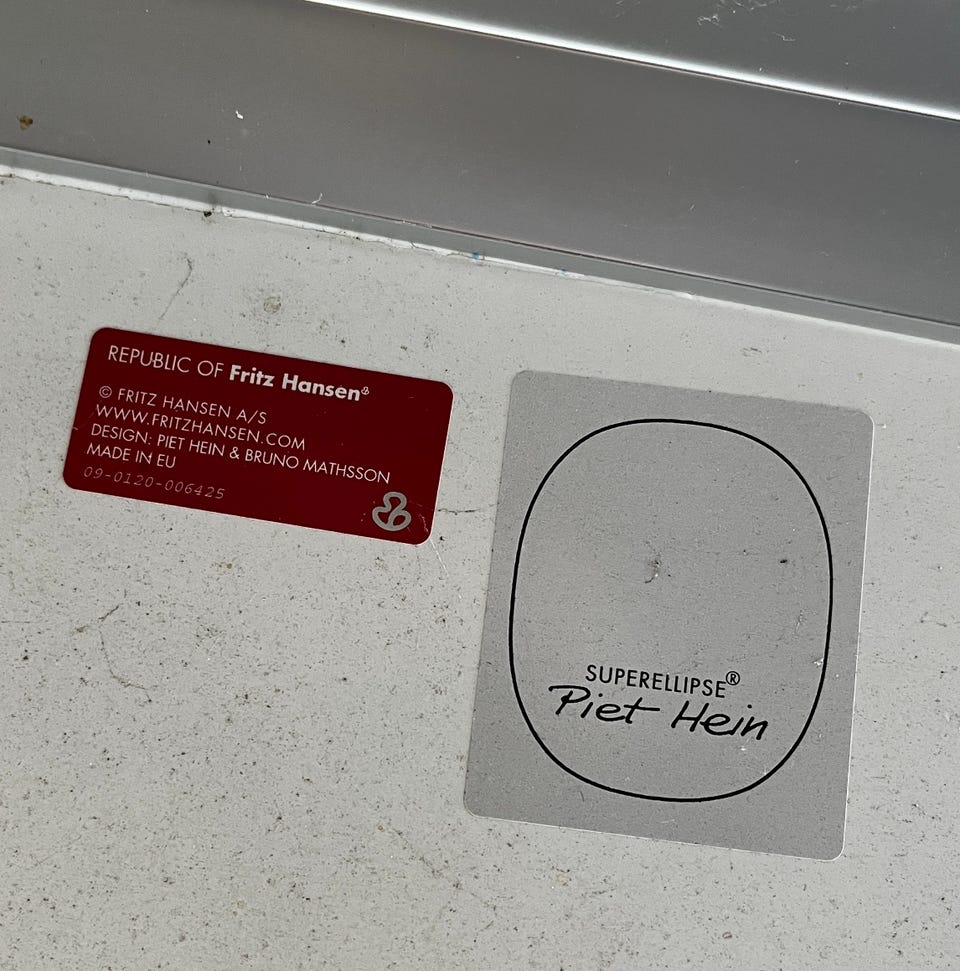 REPUBLIC OF Fritz Hansen®
© FRITZ HANSEN A/S
WWW.FRITZHANSEN.COM
DESIGN: PIET HEIN & BRUNO MATHSSON
MADE IN EU
09-0120-006425
SUPERELLIPSE®
Piet Hein